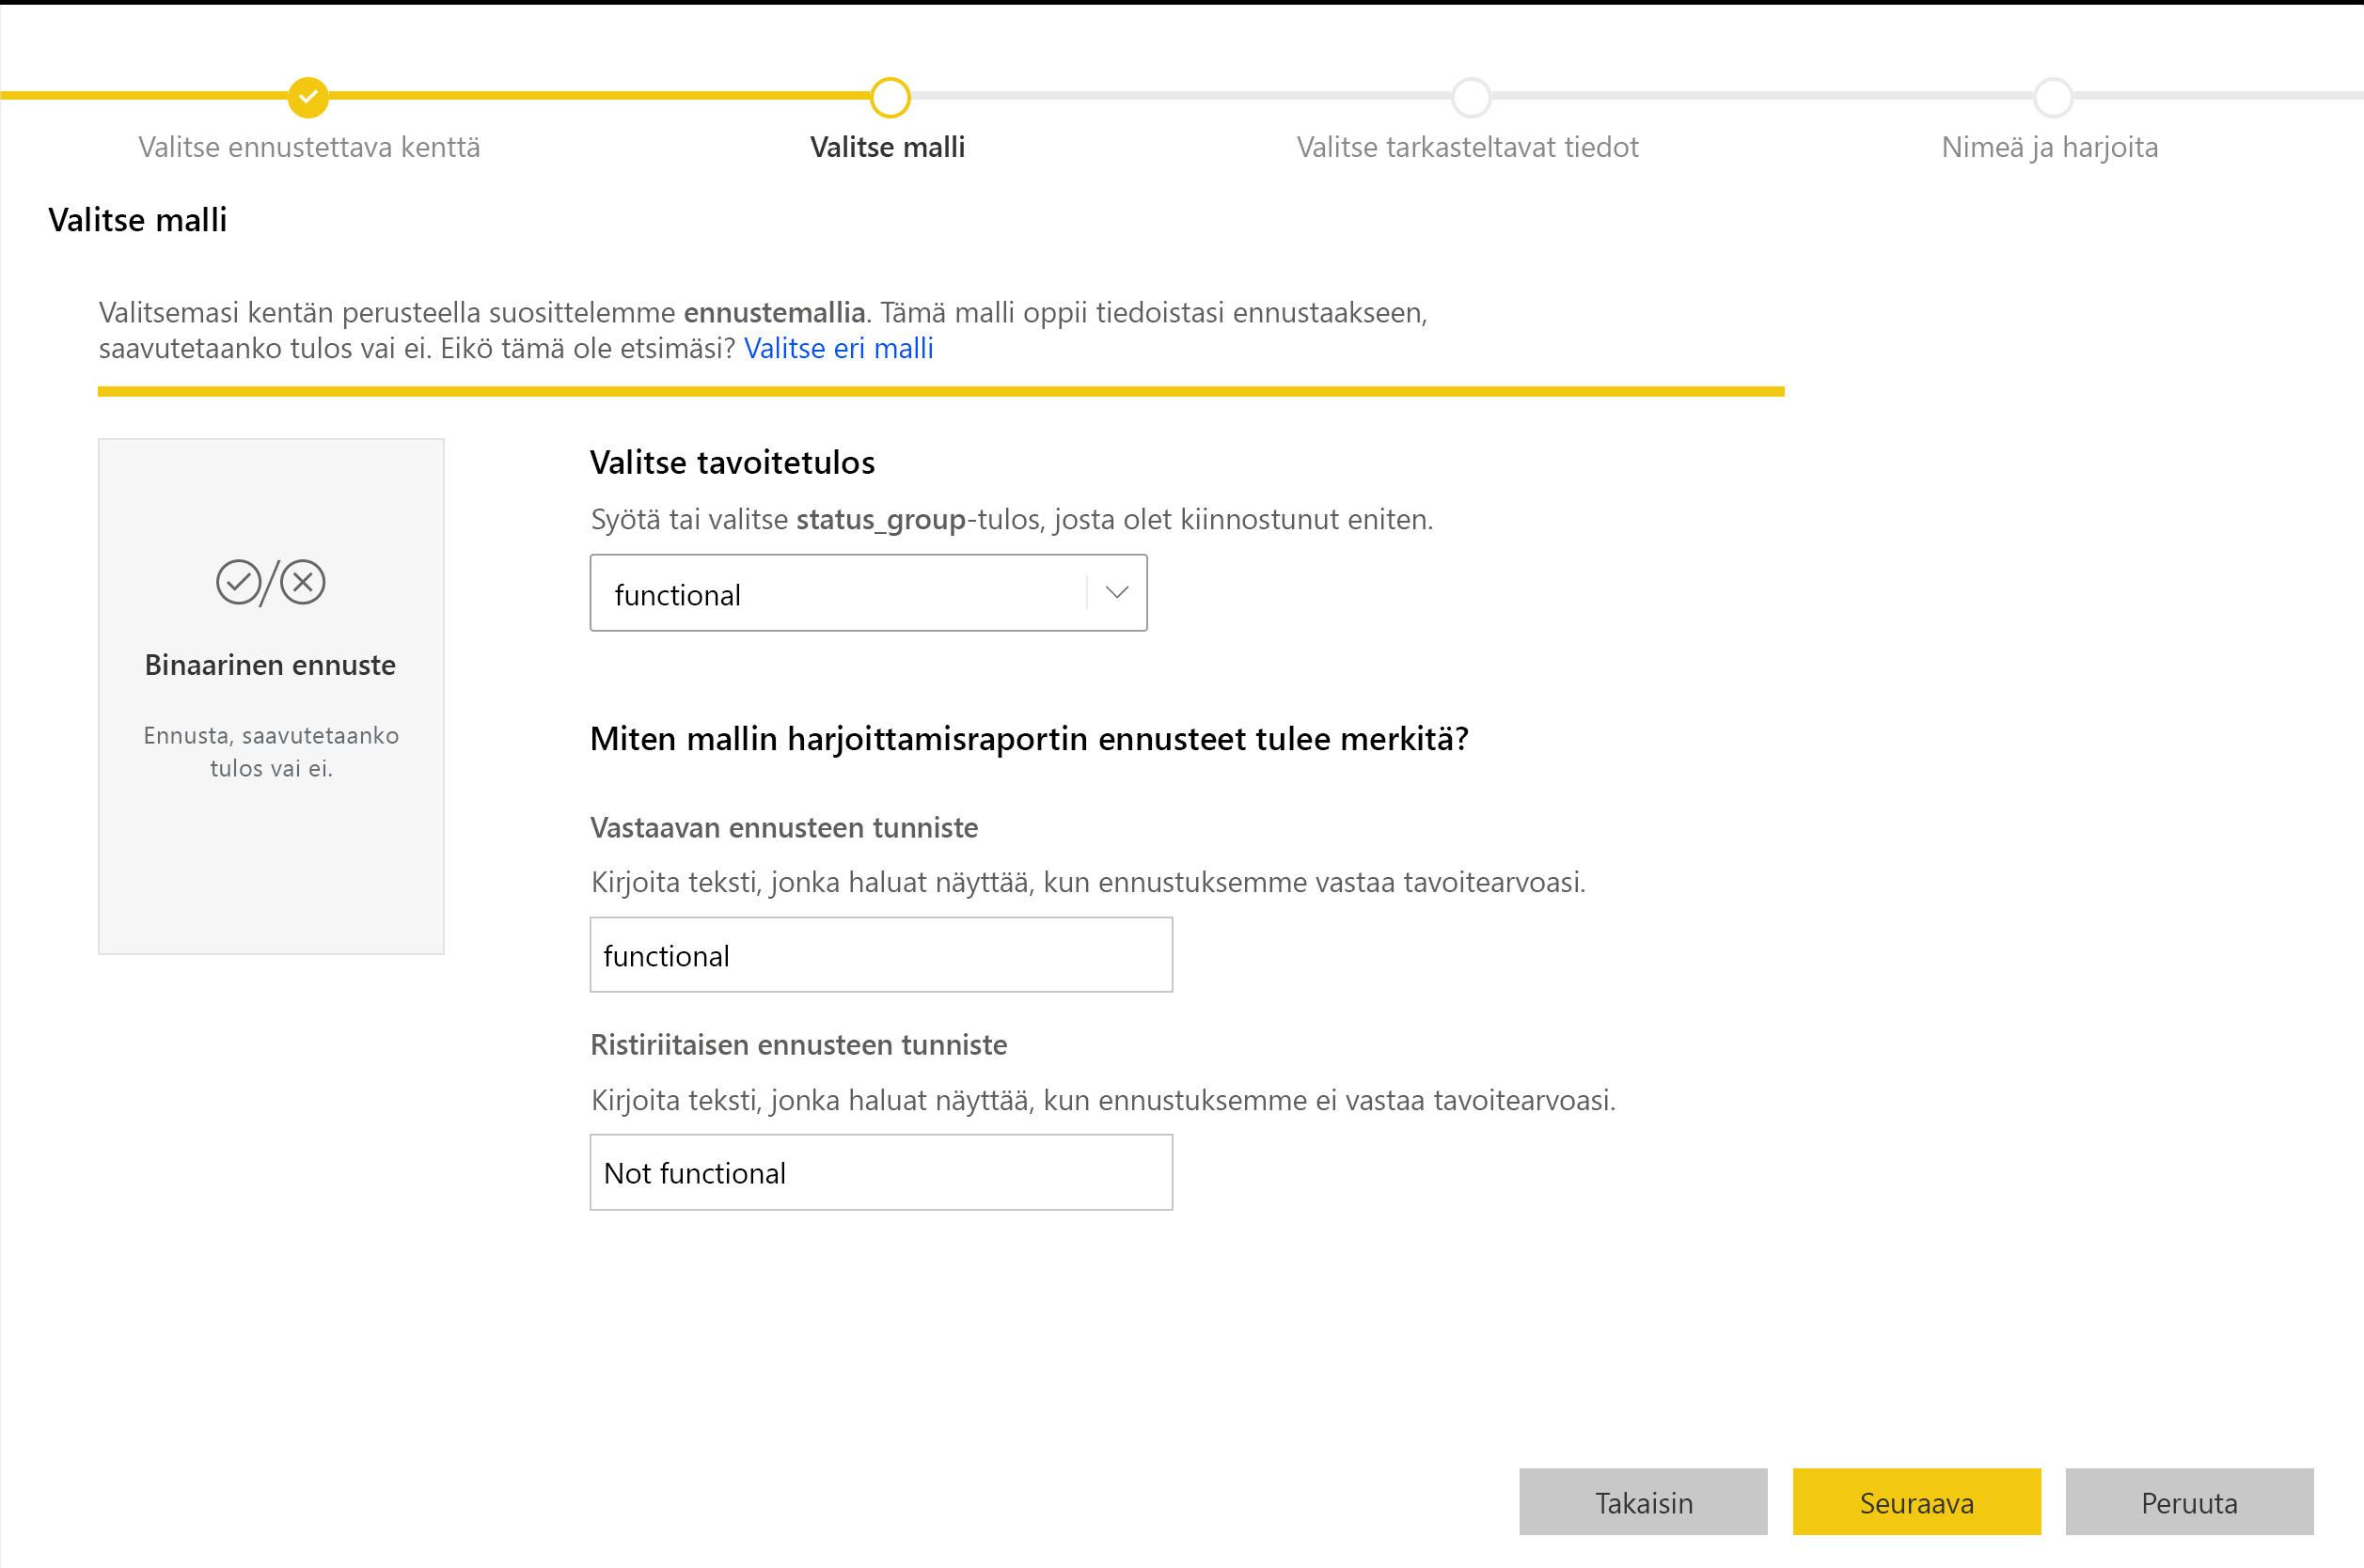 Valitse ennustettava kenttä
Valitse malli
Valitse tarkasteltavat tiedot
Nimeä ja harjoita
Valitse malli
Valitsemasi kentän perusteella suosittelemme ennustemallia. Tämä malli oppii tiedoistasi ennustaakseen,
saavutetaanko tulos vai ei. Eikö tämä ole etsimäsi? Valitse eri malli
Binaarinen ennuste
Ennusta, saavutetaanko
tulos vai ei.
Valitse tavoitetulos
Syötä tai valitse status_group-tulos, josta olet kiinnostunut eniten.
functional
Miten mallin harjoittamisraportin ennusteet tulee merkitä?
Vastaavan ennusteen tunniste
Kirjoita teksti, jonka haluat näyttää, kun ennustuksemme vastaa tavoitearvoasi.
functional
Ristiriitaisen ennusteen tunniste
Kirjoita teksti, jonka haluat näyttää, kun ennustuksemme ei vastaa tavoitearvoasi.
Not functional
Takaisin
Seuraava
Peruuta